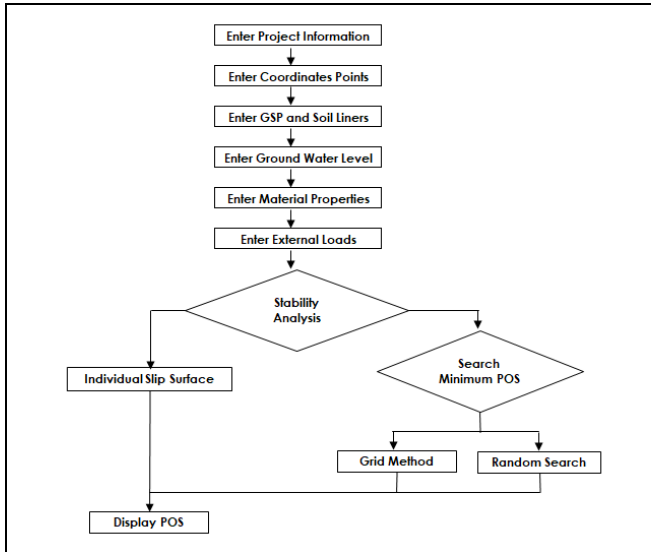 Enter Project Information
Enter Coordinates Points
Enter GSP and Soil Liners
Enter Ground Water Level
Enter Material Properties
Enter External Loads
Stability
Analysis
Individual Slip Surface
Search
Minimum POS
Grid Method
Random Search
Display POS